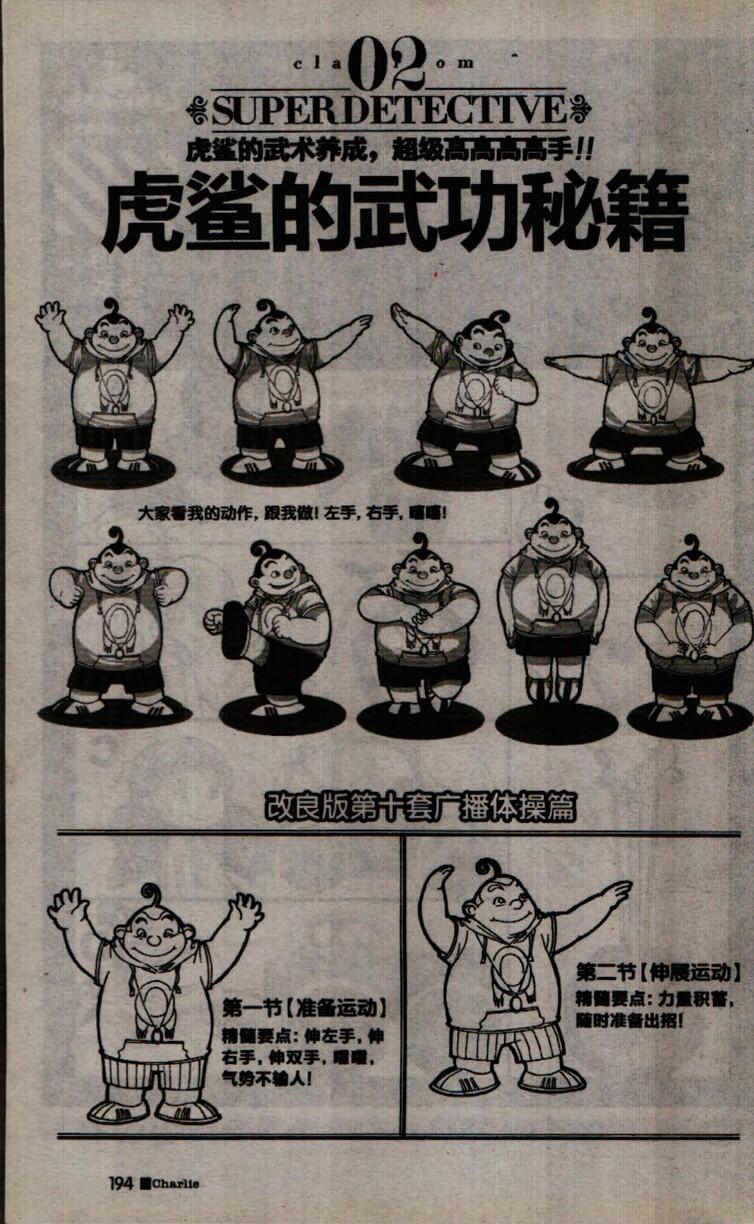 02
SUPER DETECTIVE
虎鲨的武术养成，超级高高高高手!!
虎鲨的武功秘籍
大家看我的动作，跟我做！左手，右手，嘻嘻！
改良版第十套广播体操篇
第一节【准备运动】
精髓要点：伸左手，伸
右手，伸双手，嘻嘻，
气势不输人！
第二节【伸展运动】
精髓要点：力量积蓄，
随时准备出招！
194 ■Charlie